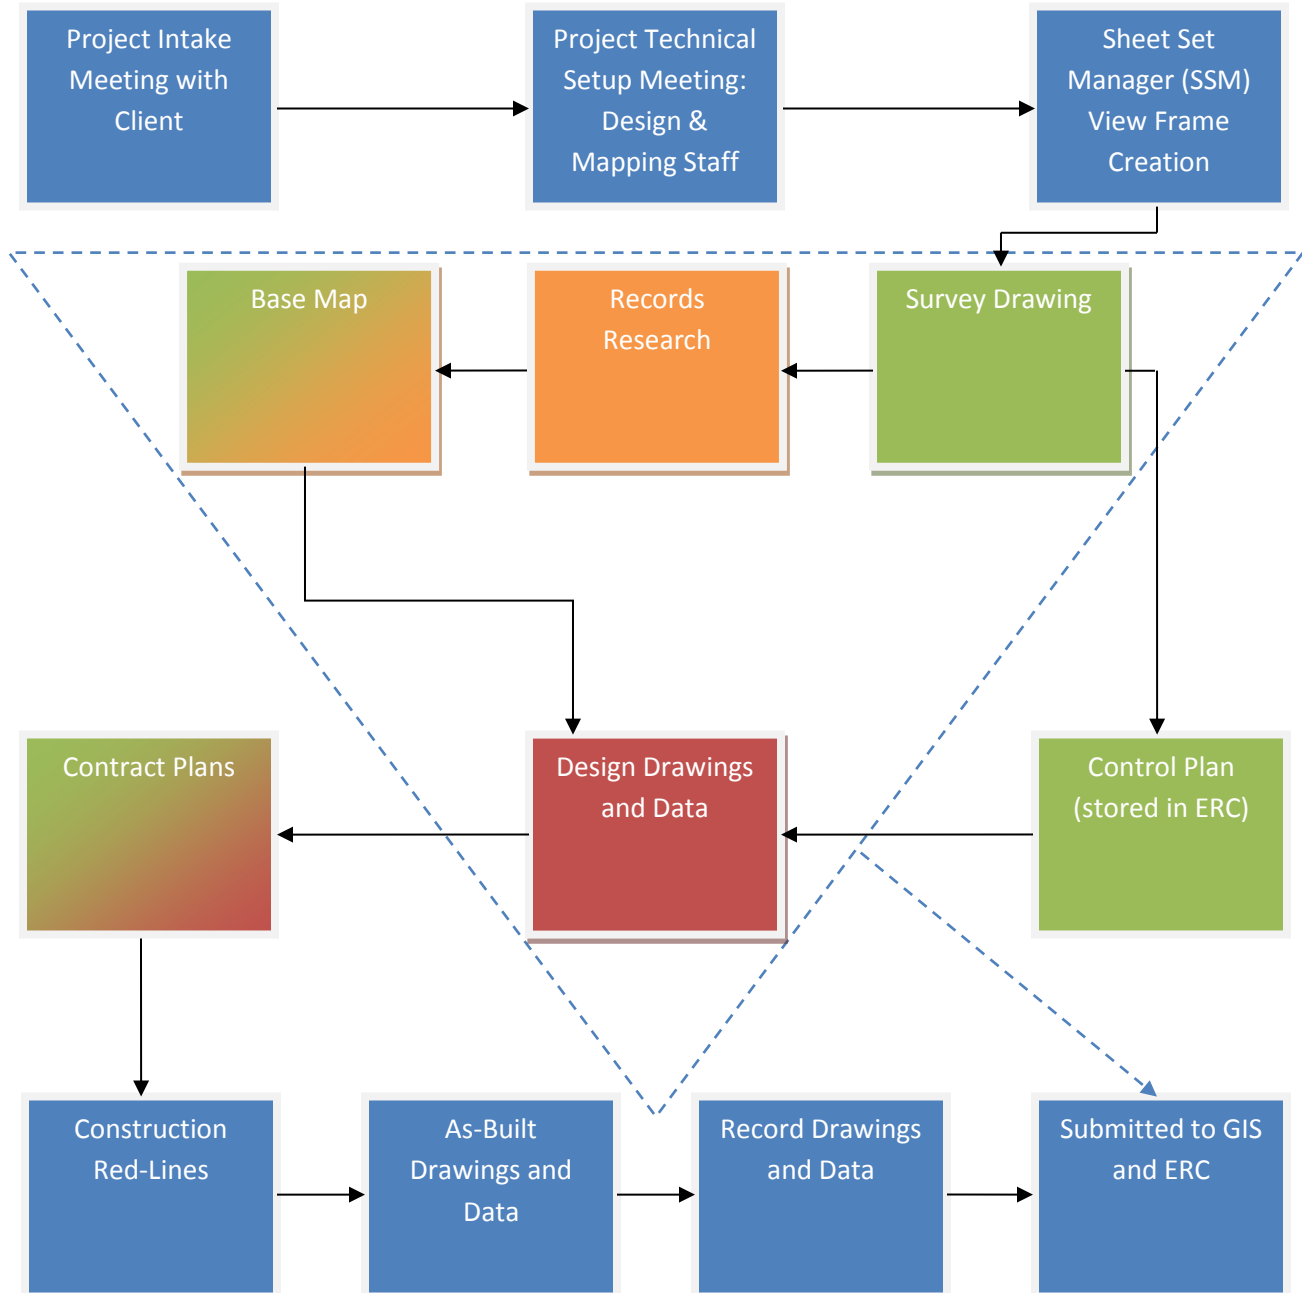 Project Intake
Meeting with
Client
Project Technical
Setup Meeting:
Design &
Mapping Staff
Sheet Set
Manager (SSM)
View Frame
Creation
Base Map
Records
Research
Survey Drawing
Contract Plans
Design Drawings
and Data
Control Plan
(stored in ERC)
Construction
Red-Lines
As-Built
Drawings and
Data
Record Drawings
and Data
Submitted to GIS
and ERC